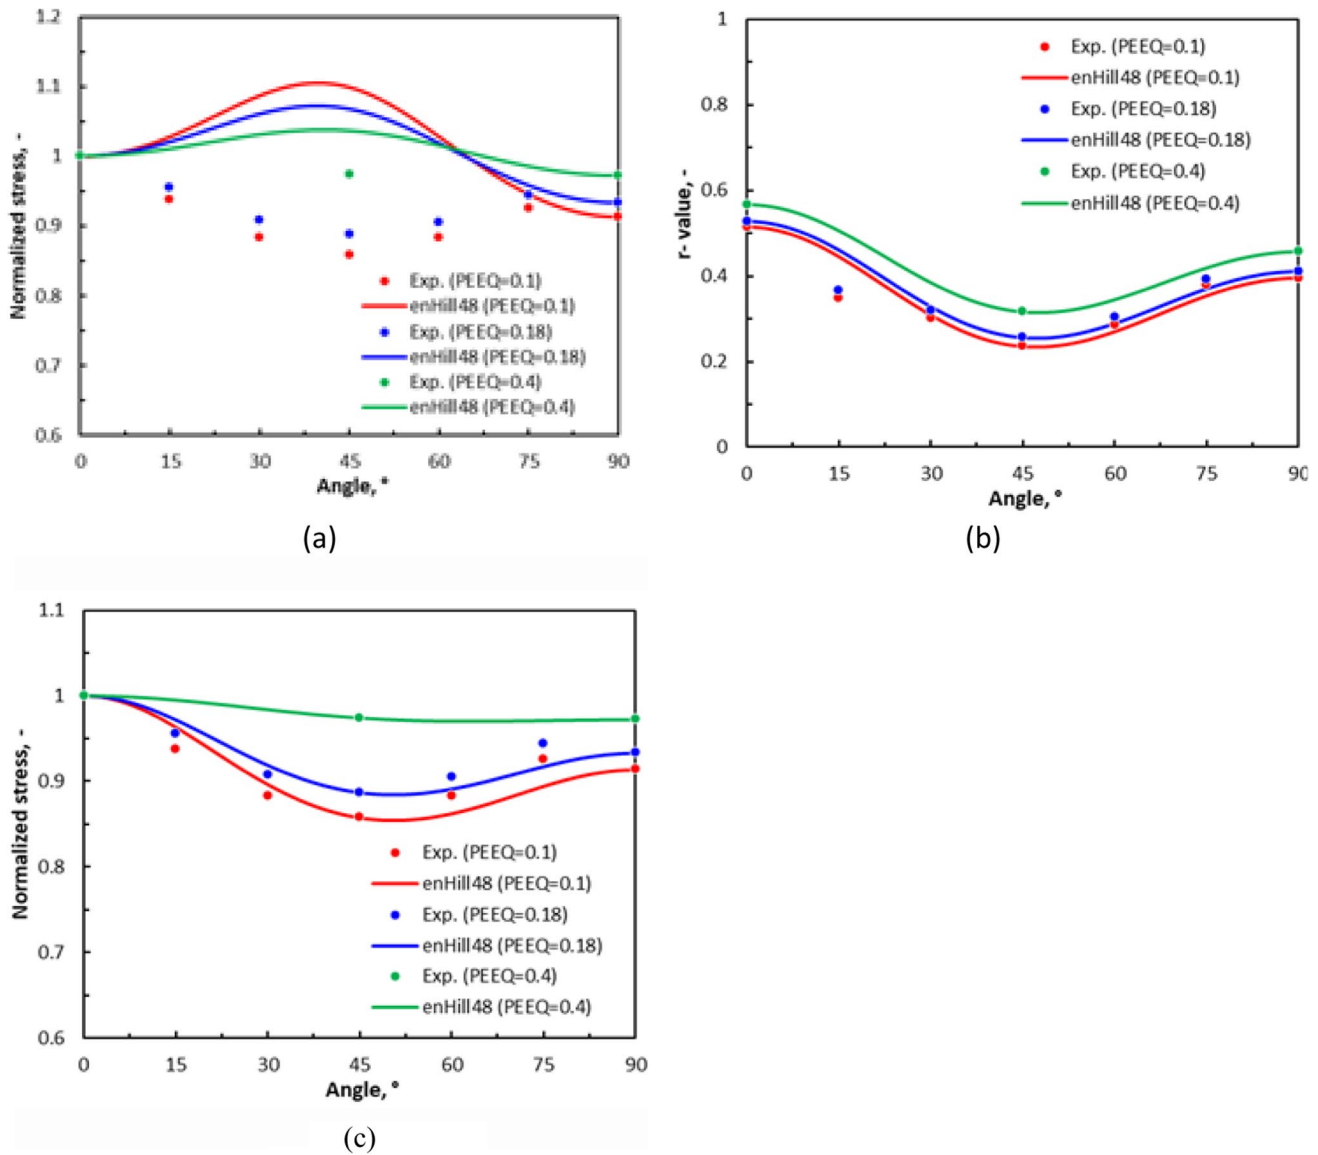 1.2
1.1
1
0.9
0.8
0.7
0.6
Normalized stress, -
Exp. (PEEQ=0.1)
enHill48 (PEEQ=0.1)
Exp. (PEEQ=0.18)
enHill48 (PEEQ=0.18)
Exp. (PEEQ=0.4)
enHill48 (PEEQ=0.4)
0 15 30 45 60 75 90
Angle, °
(a)
1
0.8
0.6
0.4
0.2
0
r- value, -
Exp. (PEEQ=0.1)
enHill48 (PEEQ=0.1)
Exp. (PEEQ=0.18)
enHill48 (PEEQ=0.18)
Exp. (PEEQ=0.4)
enHill48 (PEEQ=0.4)
0 15 30 45 60 75 90
Angle, °
(b)
1.1
1
0.9
0.8
0.7
0.6
Normalized stress, -
Exp. (PEEQ=0.1)
enHill48 (PEEQ=0.1)
Exp. (PEEQ=0.18)
enHill48 (PEEQ=0.18)
Exp. (PEEQ=0.4)
enHill48 (PEEQ=0.4)
0 15 30 45 60 75 90
Angle, °
(c)